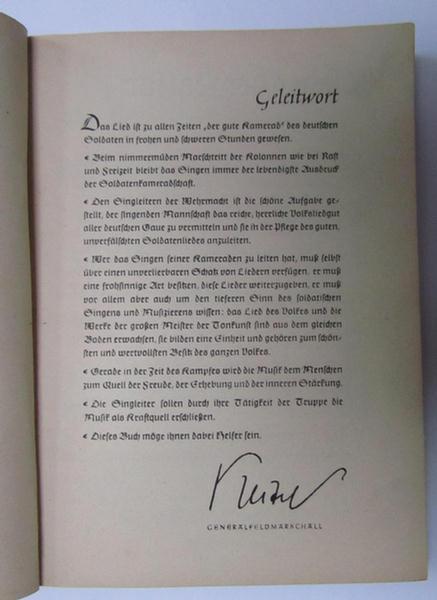 Geleitwort
Das Lied ist zu allen Zeiten „der gute Kamerad“ des deutschen
Soldaten in frohen und schweren Stunden gewesen.
• Beim nimmermüden Marschtritt der Kolonnen wie bei Rast
und Freizeit bleibt das Singen immer der lebendigste Ausdruck
der Soldatenkameradschaft.
• Den Singleitern der Wehrmacht ist die schöne Aufgabe ge-
stellt, der singenden Mannschaft das reiche, herrliche Volksliedgut
aller deutschen Gaue zu vermitteln und sie in der Pflege des guten,
unverfälschten Soldatenliedes anzuleiten.
• Wer das Singen seiner Kameraden zu leiten hat, muß selbst
über einen unverlierbaren Schatz von Liedern verfügen, er muß
eine frohsinnige Art besitzen, diese Lieder weiterzugeben, er muß
vor allem aber auch um den tieferen Sinn des soldatischen
Singens und Musizierens wissen: das Lied des Volkes und die
Werke der großen Meister der Tonkunst sind aus dem gleichen
Boden erwachsen, sie bilden eine Einheit und gehören zum schön-
sten und wertvollsten Besitz des ganzen Volkes.
• Gerade in der Zeit des Kampfes wird die Musik dem Menschen
zum Quell der Freude, der Erhebung und der inneren Stärkung.
• Die Singleiter sollen durch ihre Tätigkeit der Truppe die
Musik als Kraftquell erschließen.
• Dieses Buch möge ihnen dabei Helfer sein.
Keitel
GENERALFELDMARSCHALL